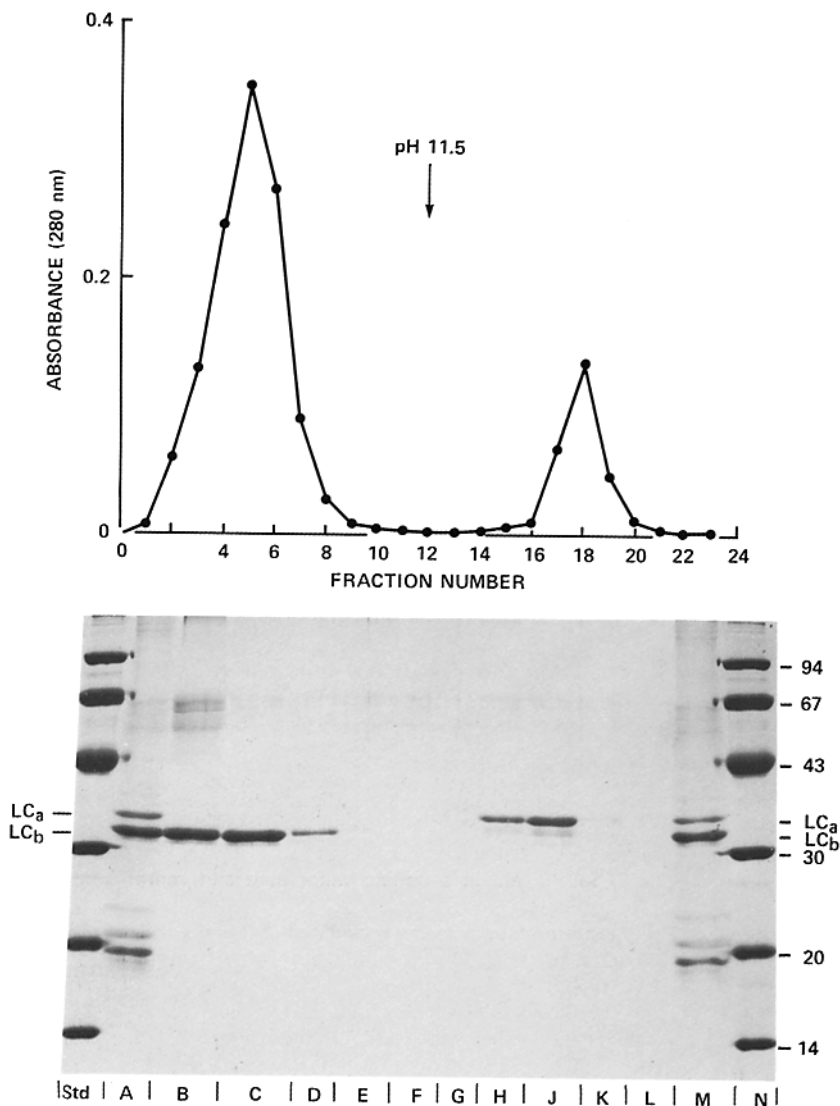 0.4
0.2
0
ABSORBANCE (280 nm)
pH 11.5
0 2 4 6 8 10 12 14 16 18 20 22 24
FRACTION NUMBER
94
67
43
LCa
LCb
LCa
LCb
30
20
14
Std A B C D E F G H J K L M N